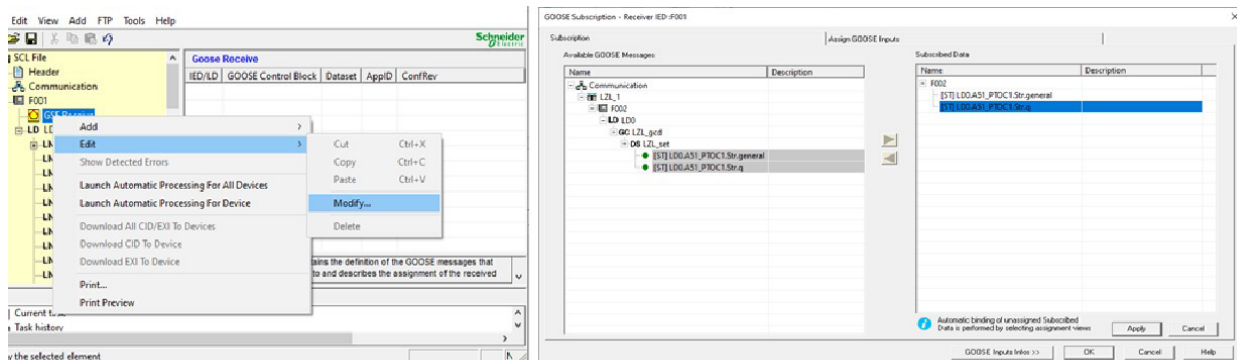 Edit View Add FTP Tools Help
Schneider
Electric
SCL File
Header
Communication
F001
LD
Goose Receive
IED/LD GOOSE Control Block Dataset AppID ConfRev
Add
Edit
Show Detected Errors
Launch Automatic Processing For All Devices
Launch Automatic Processing For Device
Download All CID/EXI To Devices
Download CID To Device
Download EXI To Device
Print...
Print Preview
Cut Ctrl+X
Copy Ctrl+C
Paste Ctrl+V
Modify...
Delete
tains the definition of the GOOSE messages that
to and describes the assignment of the received
Current
Task history
the selected element
GOOSE Subscription - Receiver IED:F001
Subscription
Assign GOOSE Inputs
Available GOOSE Messages:
Name Description
Communication
LZL_1
F002
LD LD0
GC LZL_gcd
DS LZL_set
[ST] LD0.A51_PTOC1.Str.general
[ST] LD0.A51_PTOC1.Str.q
Subscribed Data
Name Description
F002
[ST] LD0.A51_PTOC1.Str.general
[ST] LD0.A51_PTOC1.Str.q
Automatic binding of unassigned Subscribed
Data is performed by selecting assignment views
Apply Cancel
GOOSE Inputs Infos >> OK Cancel Help